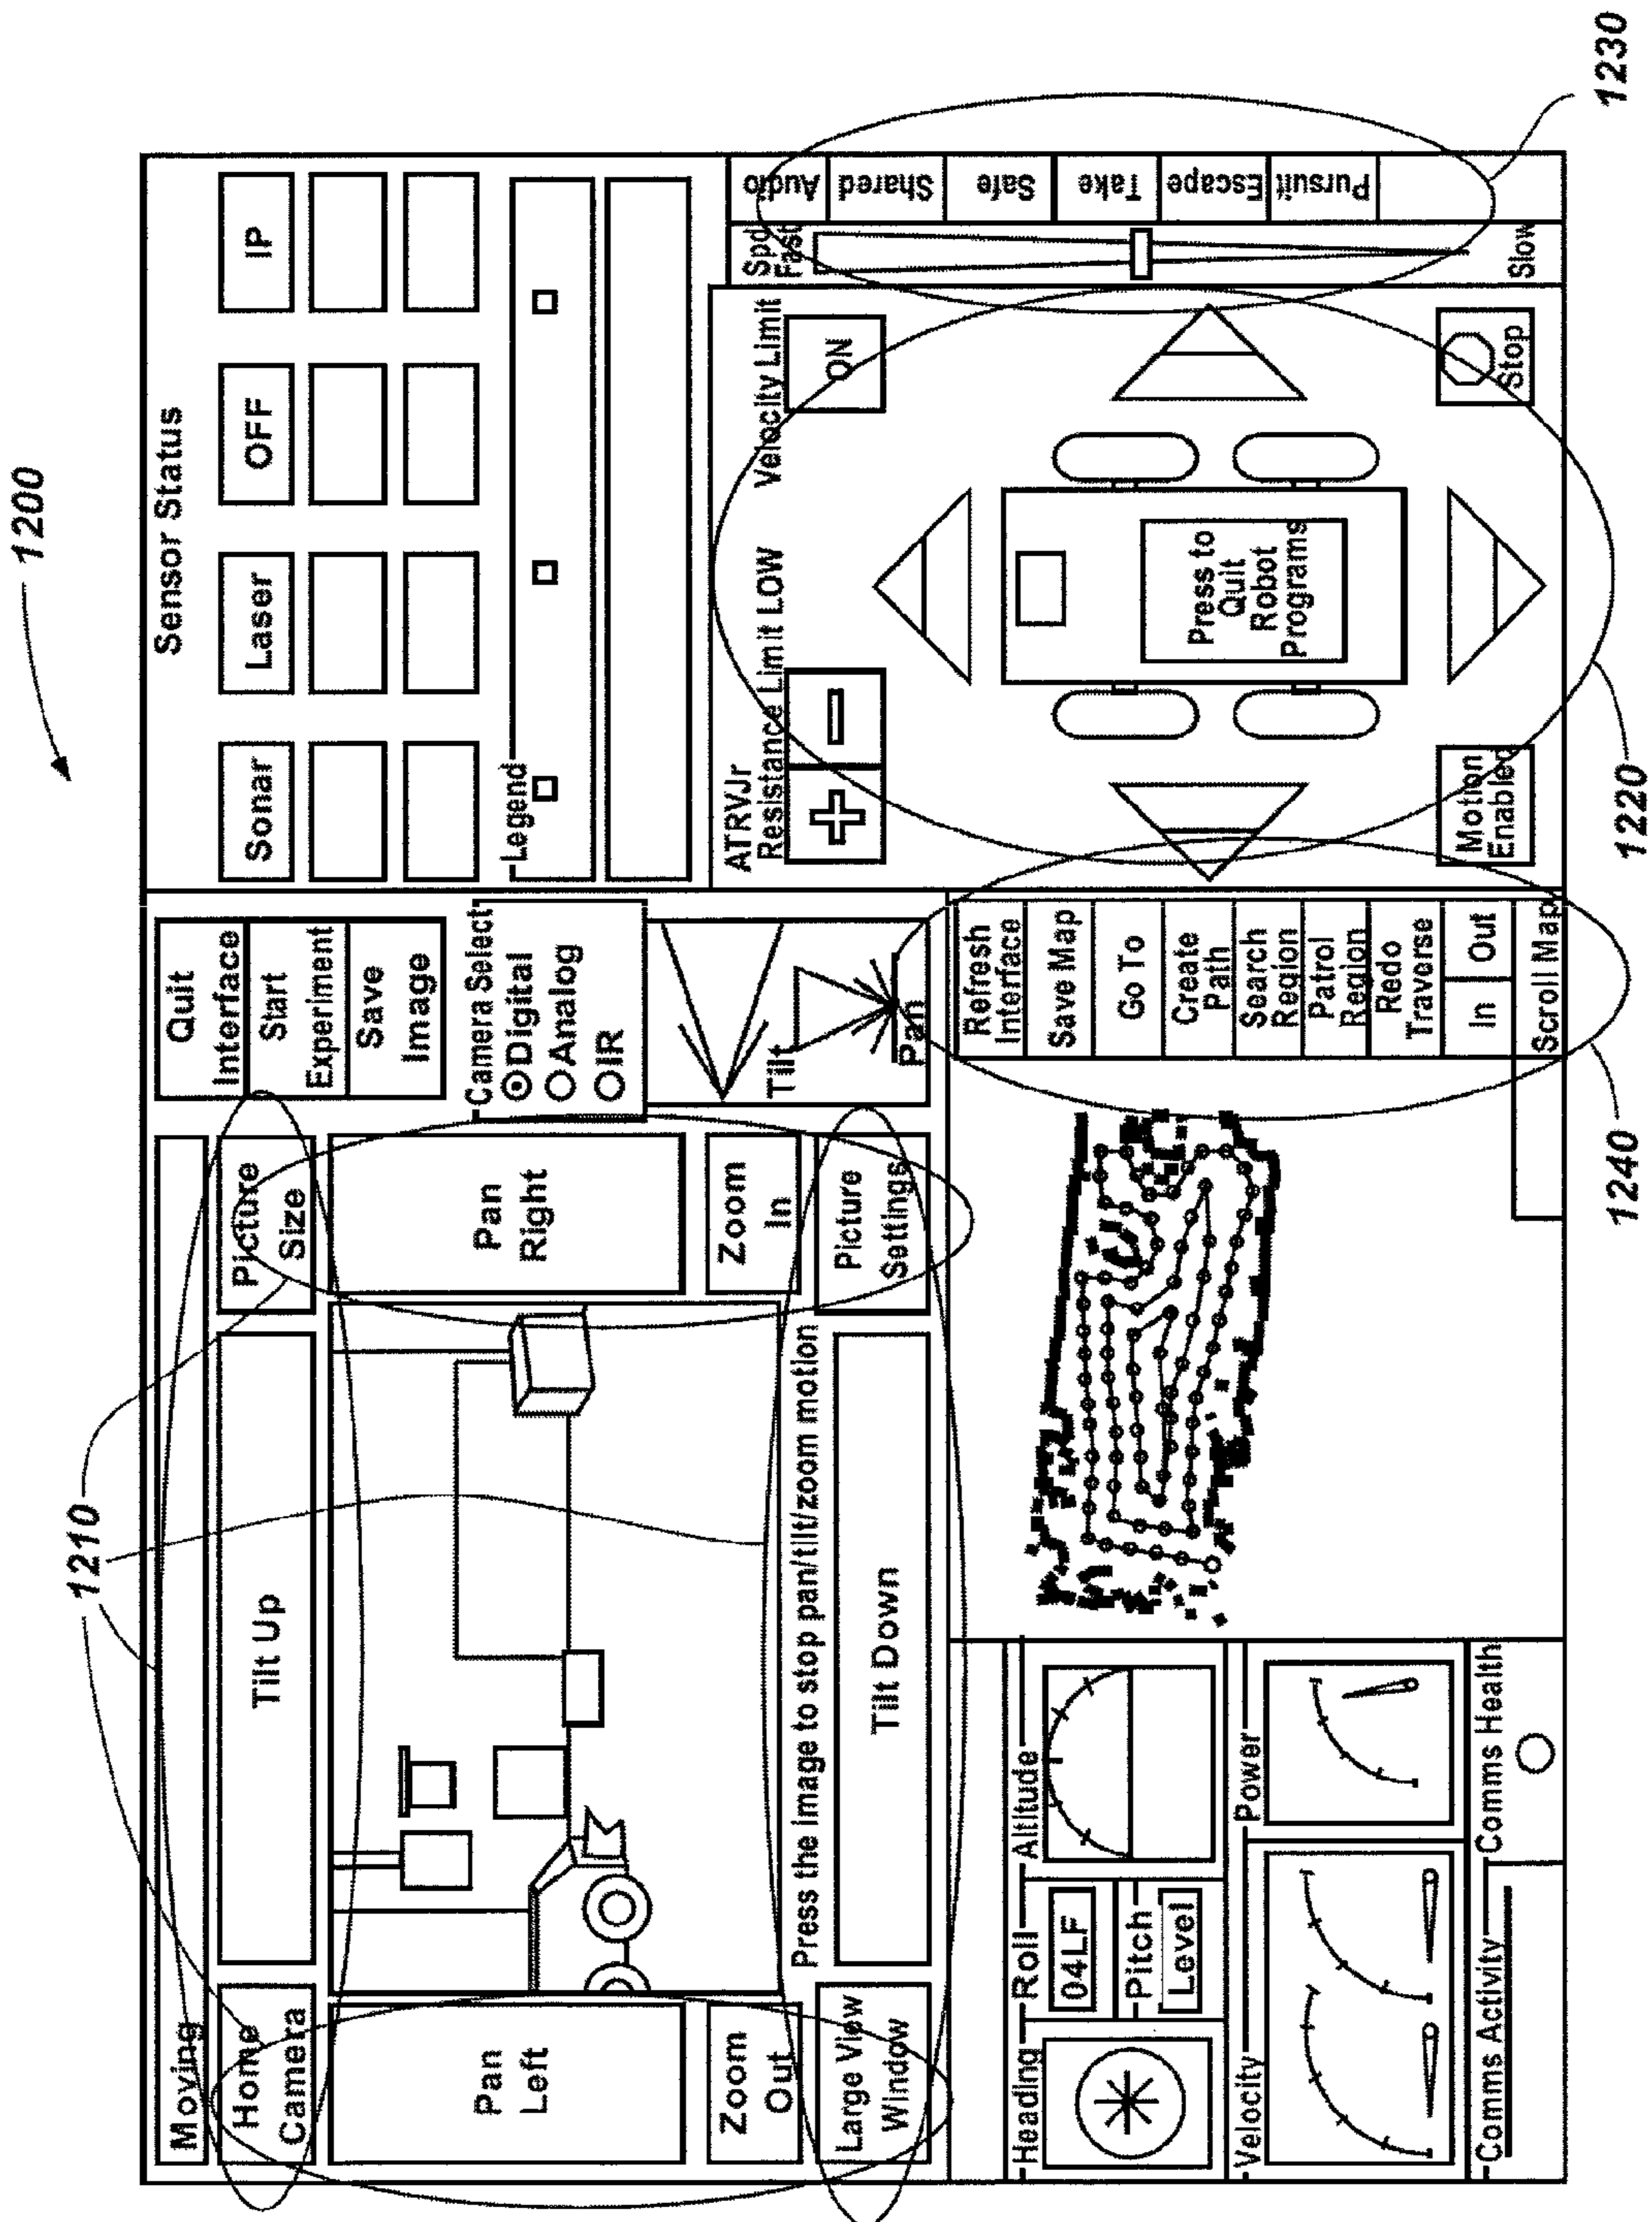 1200
1210
Moving
Home
Camera
Tilt Up
Picture
Size
Pan
Left
Pan
Right
Zoom
Out
Zoom
In
Press the image to stop pan/tilt/zoom motion
Large View
Window
Tilt Down
Picture
Settings
Quit
Interface
Start
Experiment
Save
Image
Camera Select
Digital
Analog
IR
Tilt
Pan
Sensor Status
Sonar
Laser
OFF
IP
Legend
ATRVJr
Resistance Limit LOW
Velocity Limit
ON
Press to
Quit
Robot
Programs
Motion
Enabled
Stop
Spd
Fast
Slow
Audio
Shared
Safe
Take
Escape
Pursuit
1230
Heading
Roll
04LF
Pitch
Level
Altitude
Velocity
Power
Comms Activity
Comms Health
Refresh
Interface
Save Map
Go To
Create
Path
Search
Region
Patrol
Region
Redo
Traverse
In
Out
Scroll Map
1240
1220